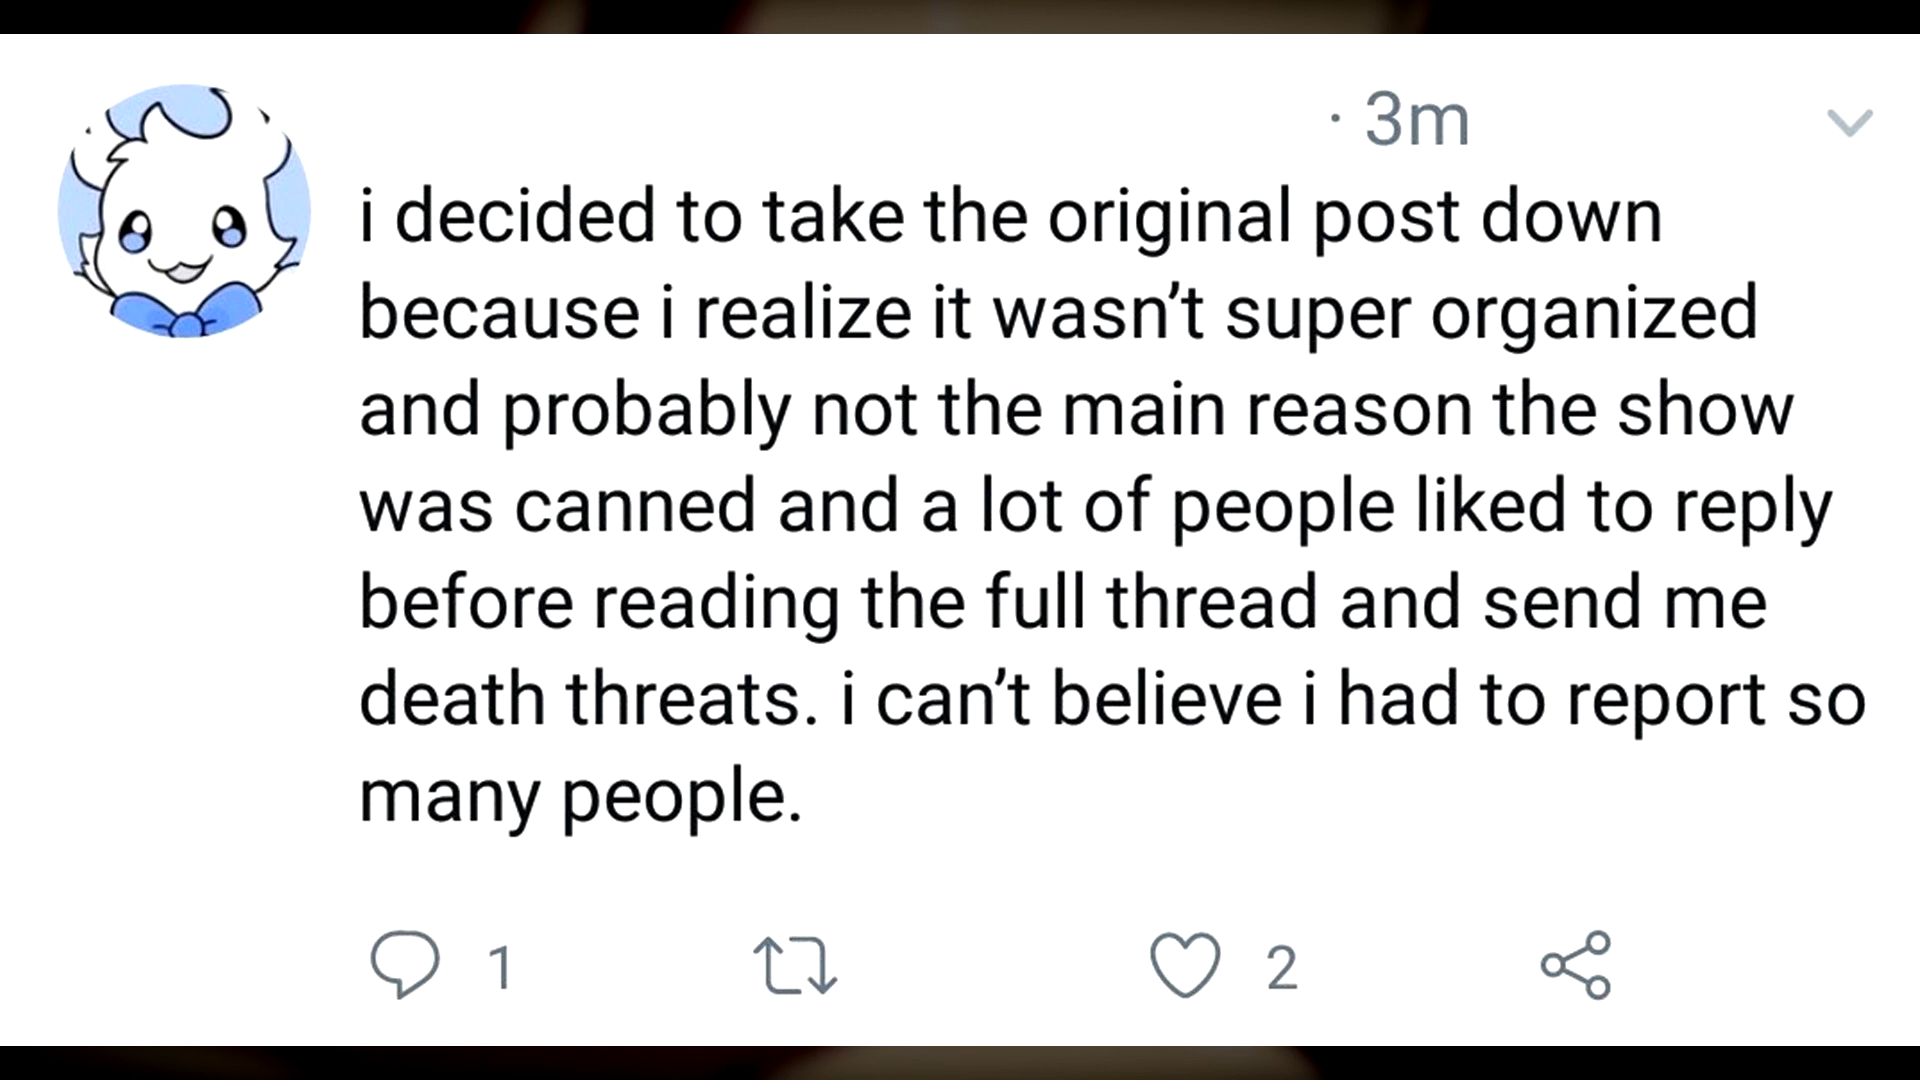 · 3m
i decided to take the original post down
because i realize it wasn’t super organized
and probably not the main reason the show
was canned and a lot of people liked to reply
before reading the full thread and send me
death threats. i can’t believe i had to report so
many people.
1 2